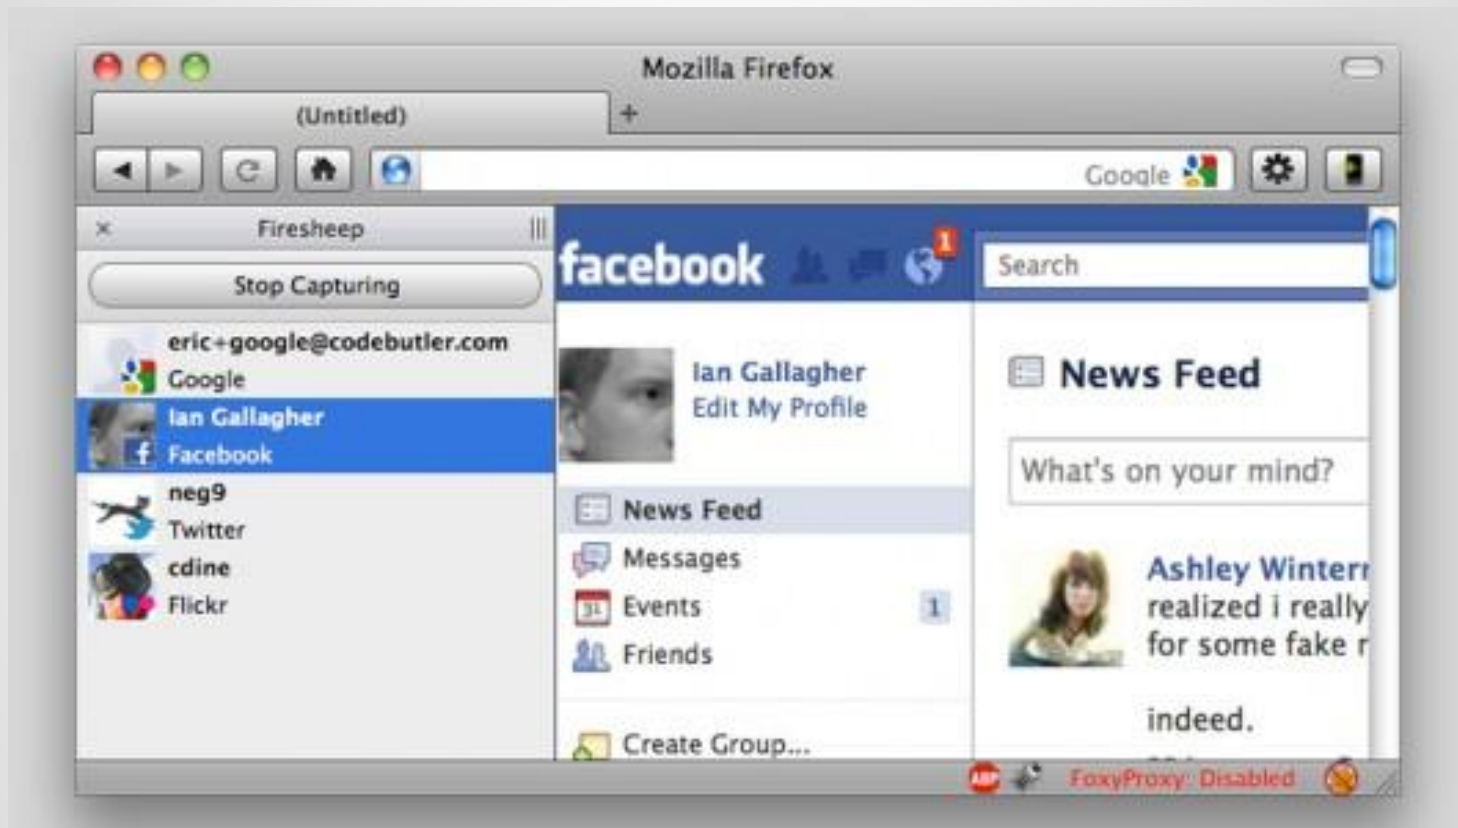 Mozilla Firefox
(Untitled)
+
Google
Firesheep
Stop Capturing
eric+google@codebutler.com
Google
Ian Gallagher
Facebook
neg9
Twitter
cdine
Flickr
facebook
1
Search
Ian Gallagher
Edit My Profile
News Feed
Messages
31
Events
1
Friends
Create Group...
News Feed
What's on your mind?
Ashley
realized i really
for some fake
indeed.
ABP
FoxyProxy: Disabled